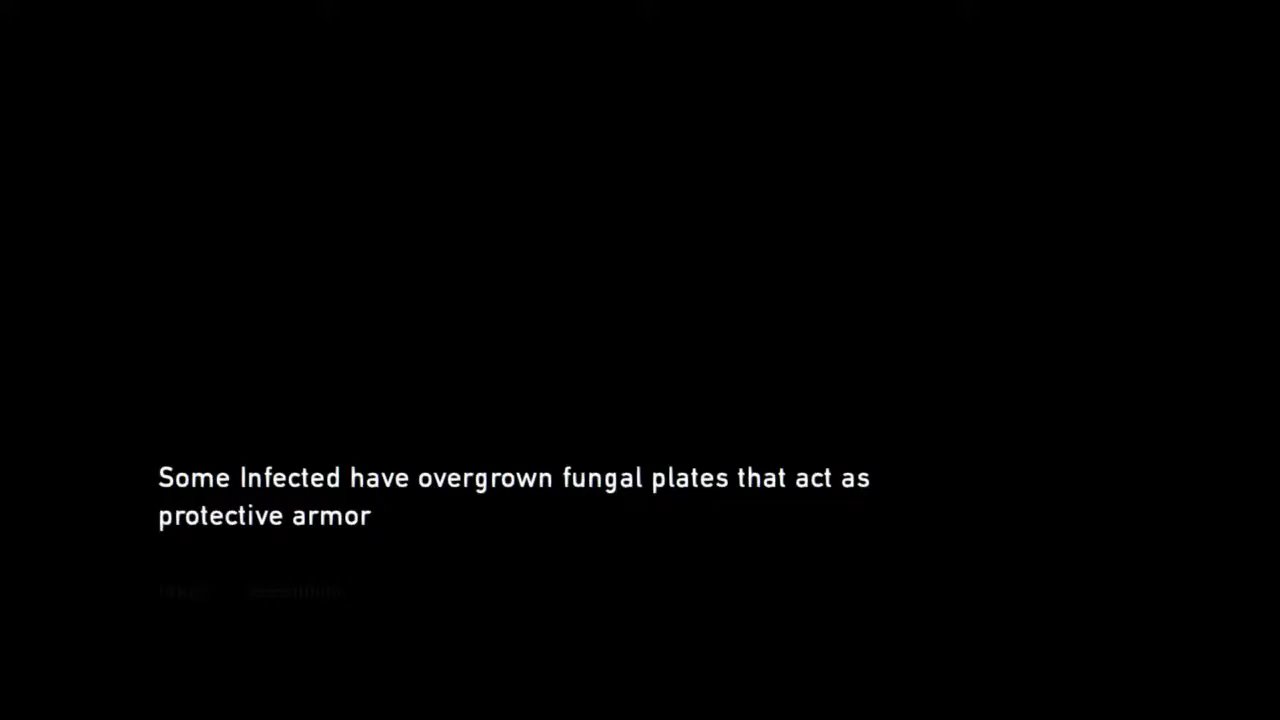 Some Infected have overgrown fungal plates that act as
protective armor